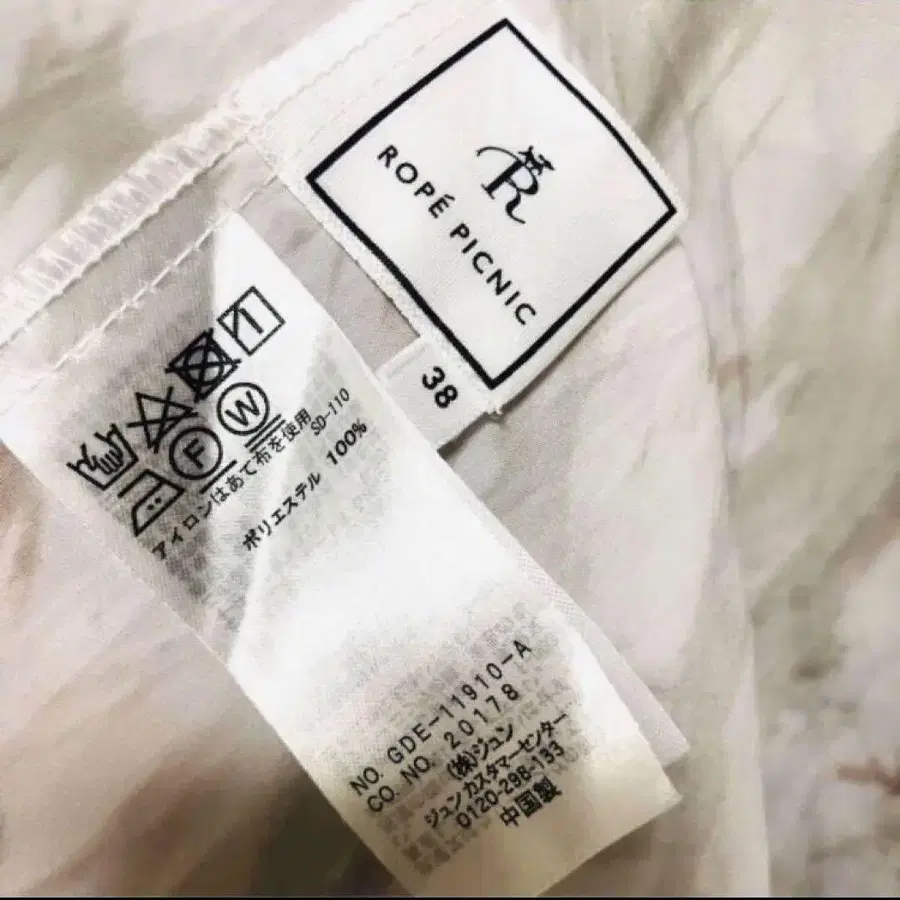 R
ROPÉ PICNIC
38
F W
アイロンはあて布を使用
SD-110
ポリエステル 100%
NO. GDE-11910-A
CO. NO. 20178
(株)ジュン
ジュン カスタマーセンター
0120-298-133
中国製